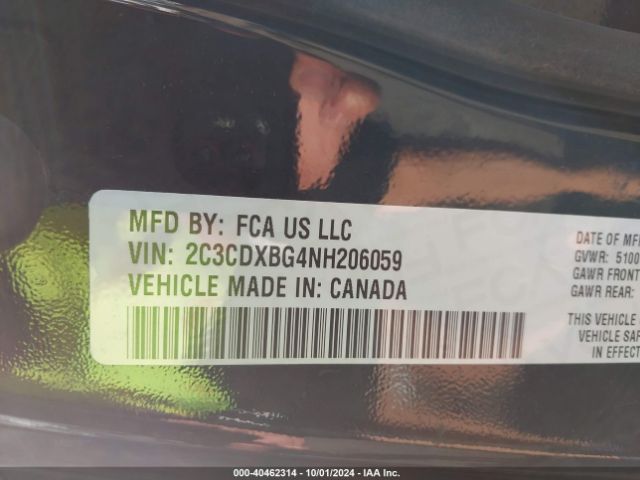 MFD BY: FCA US LLC
VIN: 2C3CDXBG4NH206059
VEHICLE MADE IN: CANADA
DATE OF MF
GVWR: 5100
GAWR FRONT
GAWR REAR:
THIS VEHICLE
VEHICLE SAF
IN EFFECT
000-40462314 - 10/01/2024 - IAA Inc.